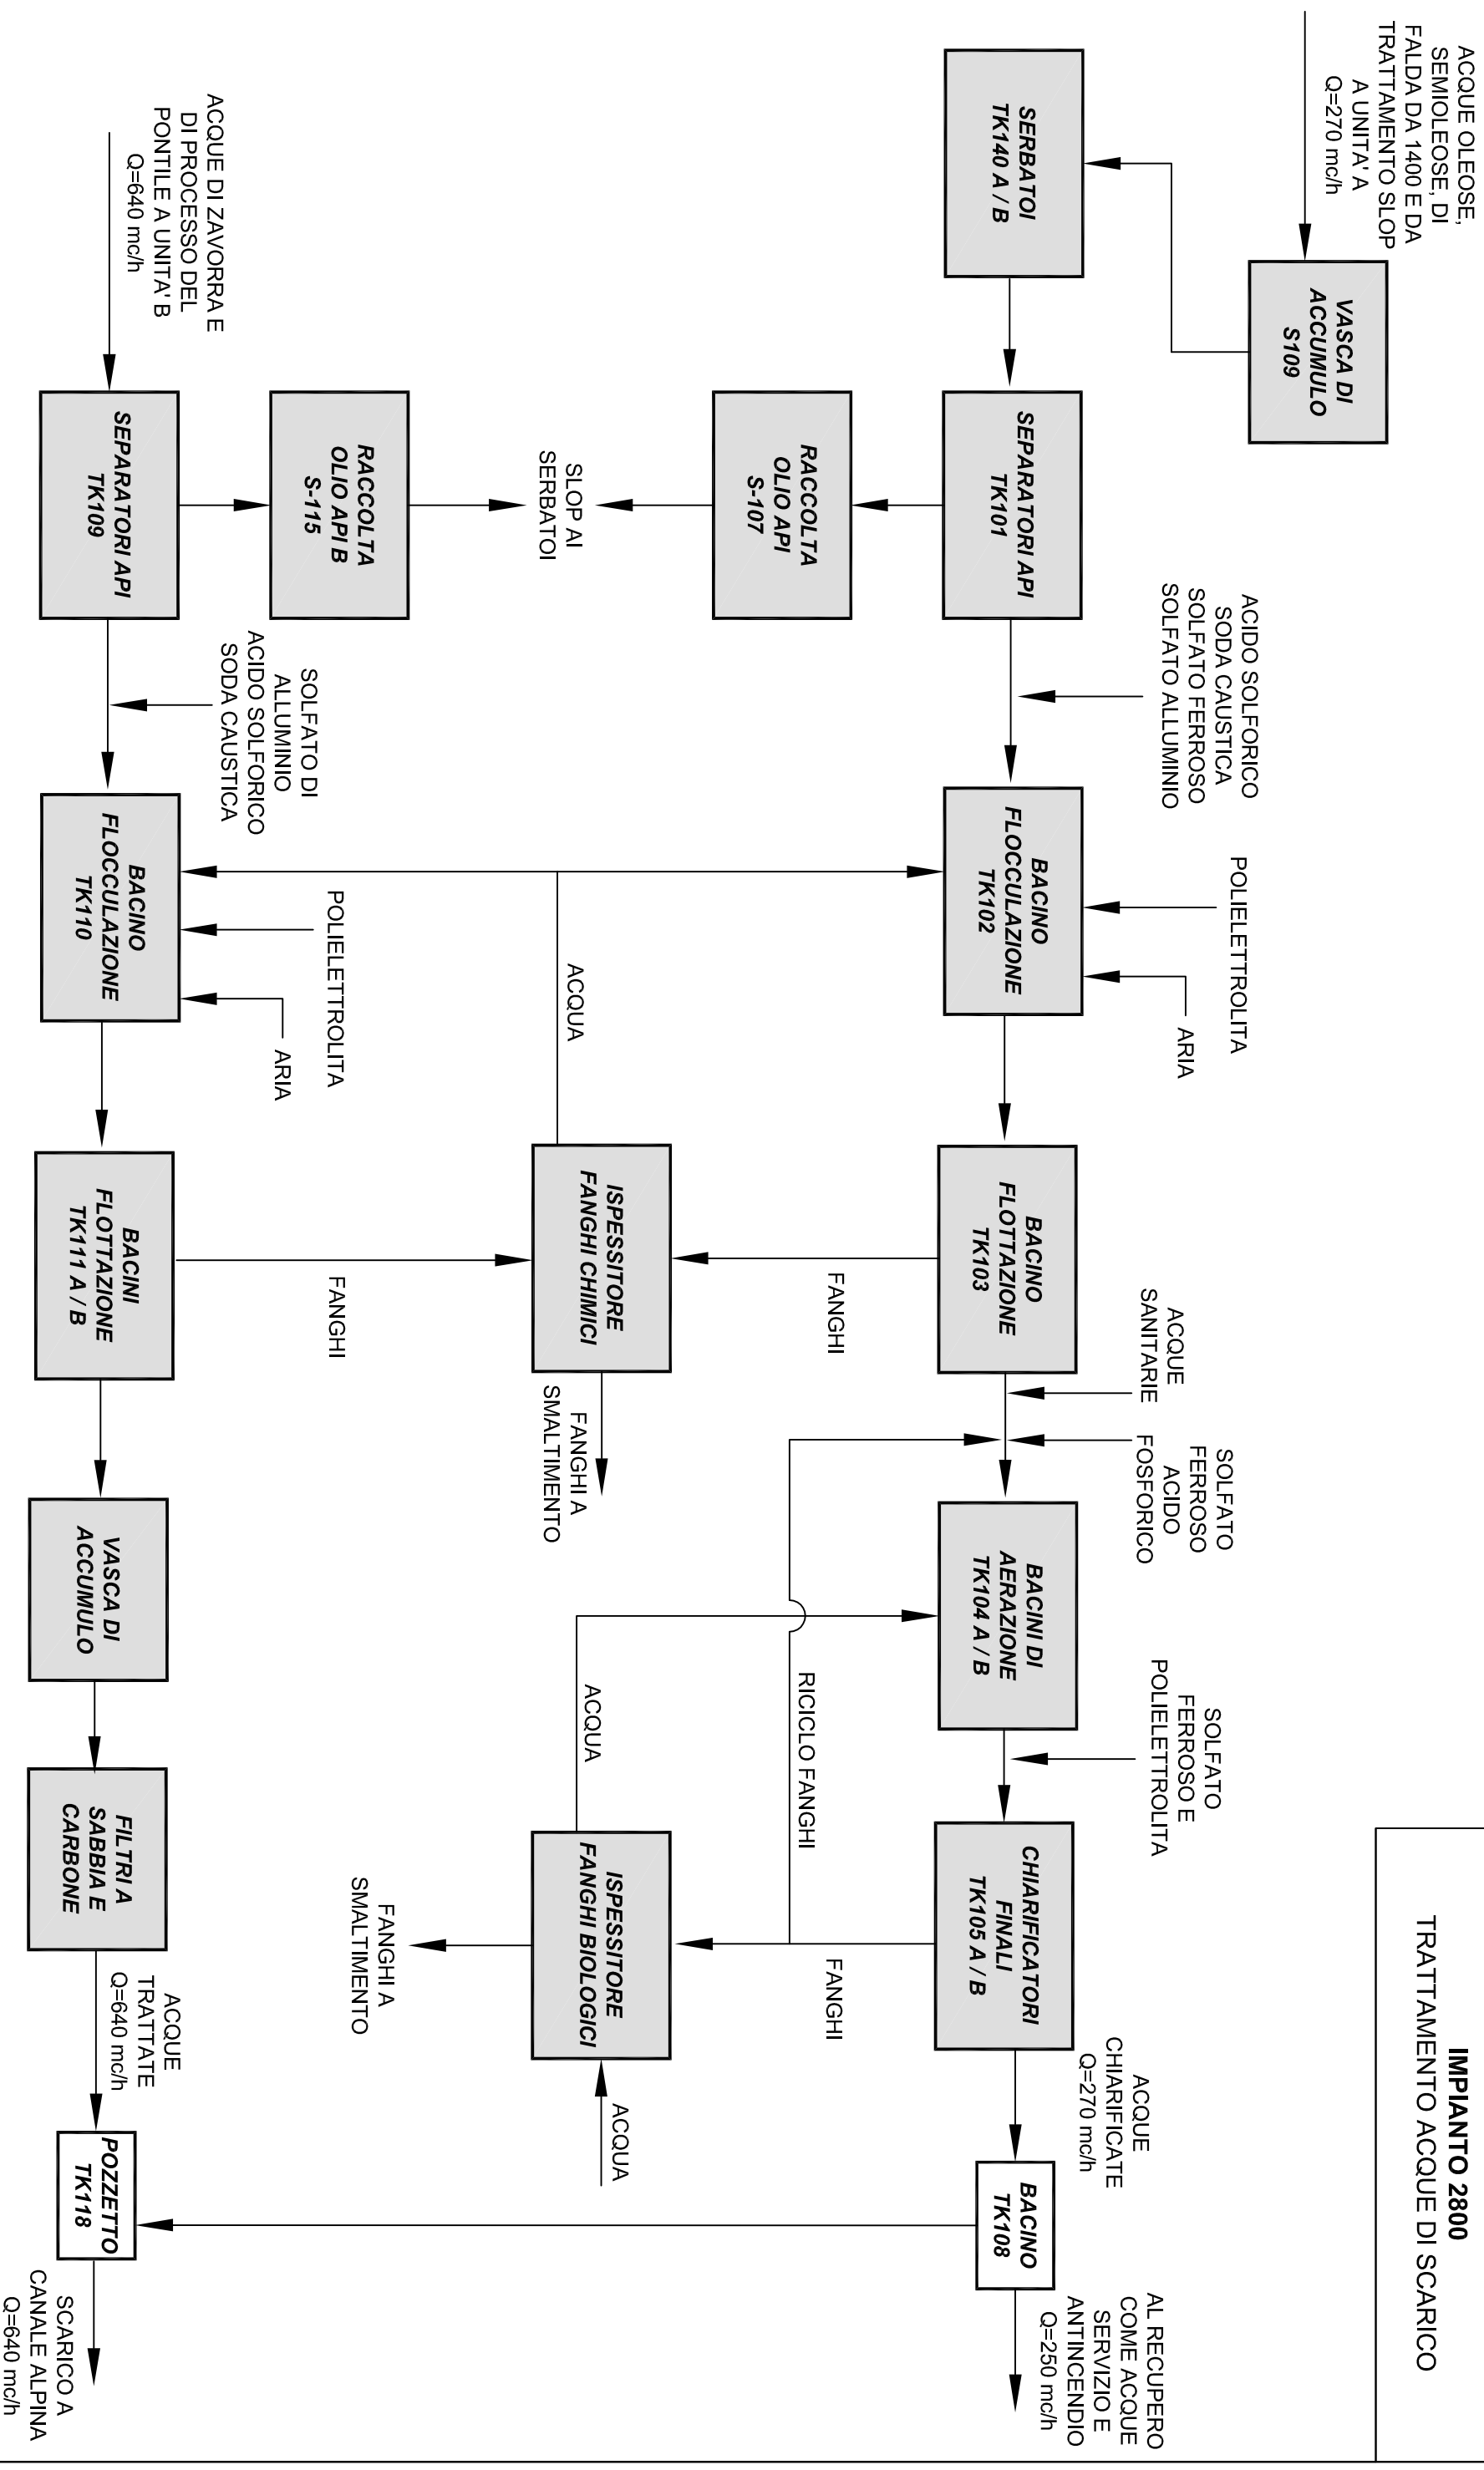 IMPIANTO 2800
TRATTAMENTO ACQUE DI SCARICO
ACQUE OLEOSE,
SEMIOLEOSE, DI
FALDA DA 1400 E DA
TRATTAMENTO SLOP
A UNITA' A
Q=270 mc/h
VASCA DI
ACCUMULO
S109
SERBATOI
TK140 A / B
SEPARATORI API
TK101
ACIDO SOLFORICO
SODA CAUSTICA
SOLFATO FERROSO
SOLFATO ALLUMINIO
BACINO
FLOCCULAZIONE
TK102
POLIELETTROLITA
ARIA
BACINO
FLOTTAZIONE
TK103
ACQUE
SANITARIE
SOLFATO
FERROSO
ACIDO
FOSFORICO
BACINI DI
AERAZIONE
TK104 A / B
SOLFATO
FERROSO E
POLIELETTROLITA
CHIARIFICATORI
FINALI
TK105 A / B
ACQUE
CHIARIFICATE
Q=270 mc/h
BACINO
TK108
AL RECUPERO
COME ACQUE
SERVIZIO E
ANTINCENDIO
Q=250 mc/h
RACCOLTA
OLIO API
S-107
SLOP AI
SERBATOI
RACCOLTA
OLIO API B
S-115
ACQUA
FANGHI
ISPESSITORE
FANGHI CHIMICI
FANGHI A
SMALTIMENTO
FANGHI
RICICLO FANGHI
ACQUA
FANGHI
ISPESSITORE
FANGHI BIOLOGICI
ACQUA
FANGHI A
SMALTIMENTO
ACQUE DI ZAVORRA E
DI PROCESSO DEL
PONTILE A UNITA' B
Q=640 mc/h
SEPARATORI API
TK109
SOLFATO DI
ALLUMINIO
ACIDO SOLFORICO
SODA CAUSTICA
BACINO
FLOCCULAZIONE
TK110
POLIELETTROLITA
ARIA
BACINI
FLOTTAZIONE
TK111 A / B
VASCA DI
ACCUMULO
FILTRI A
SABBIA E
CARBONE
ACQUE
TRATTATE
Q=640 mc/h
POZZETTO
TK118
SCARICO A
CANALE ALPINA
Q=640 mc/h